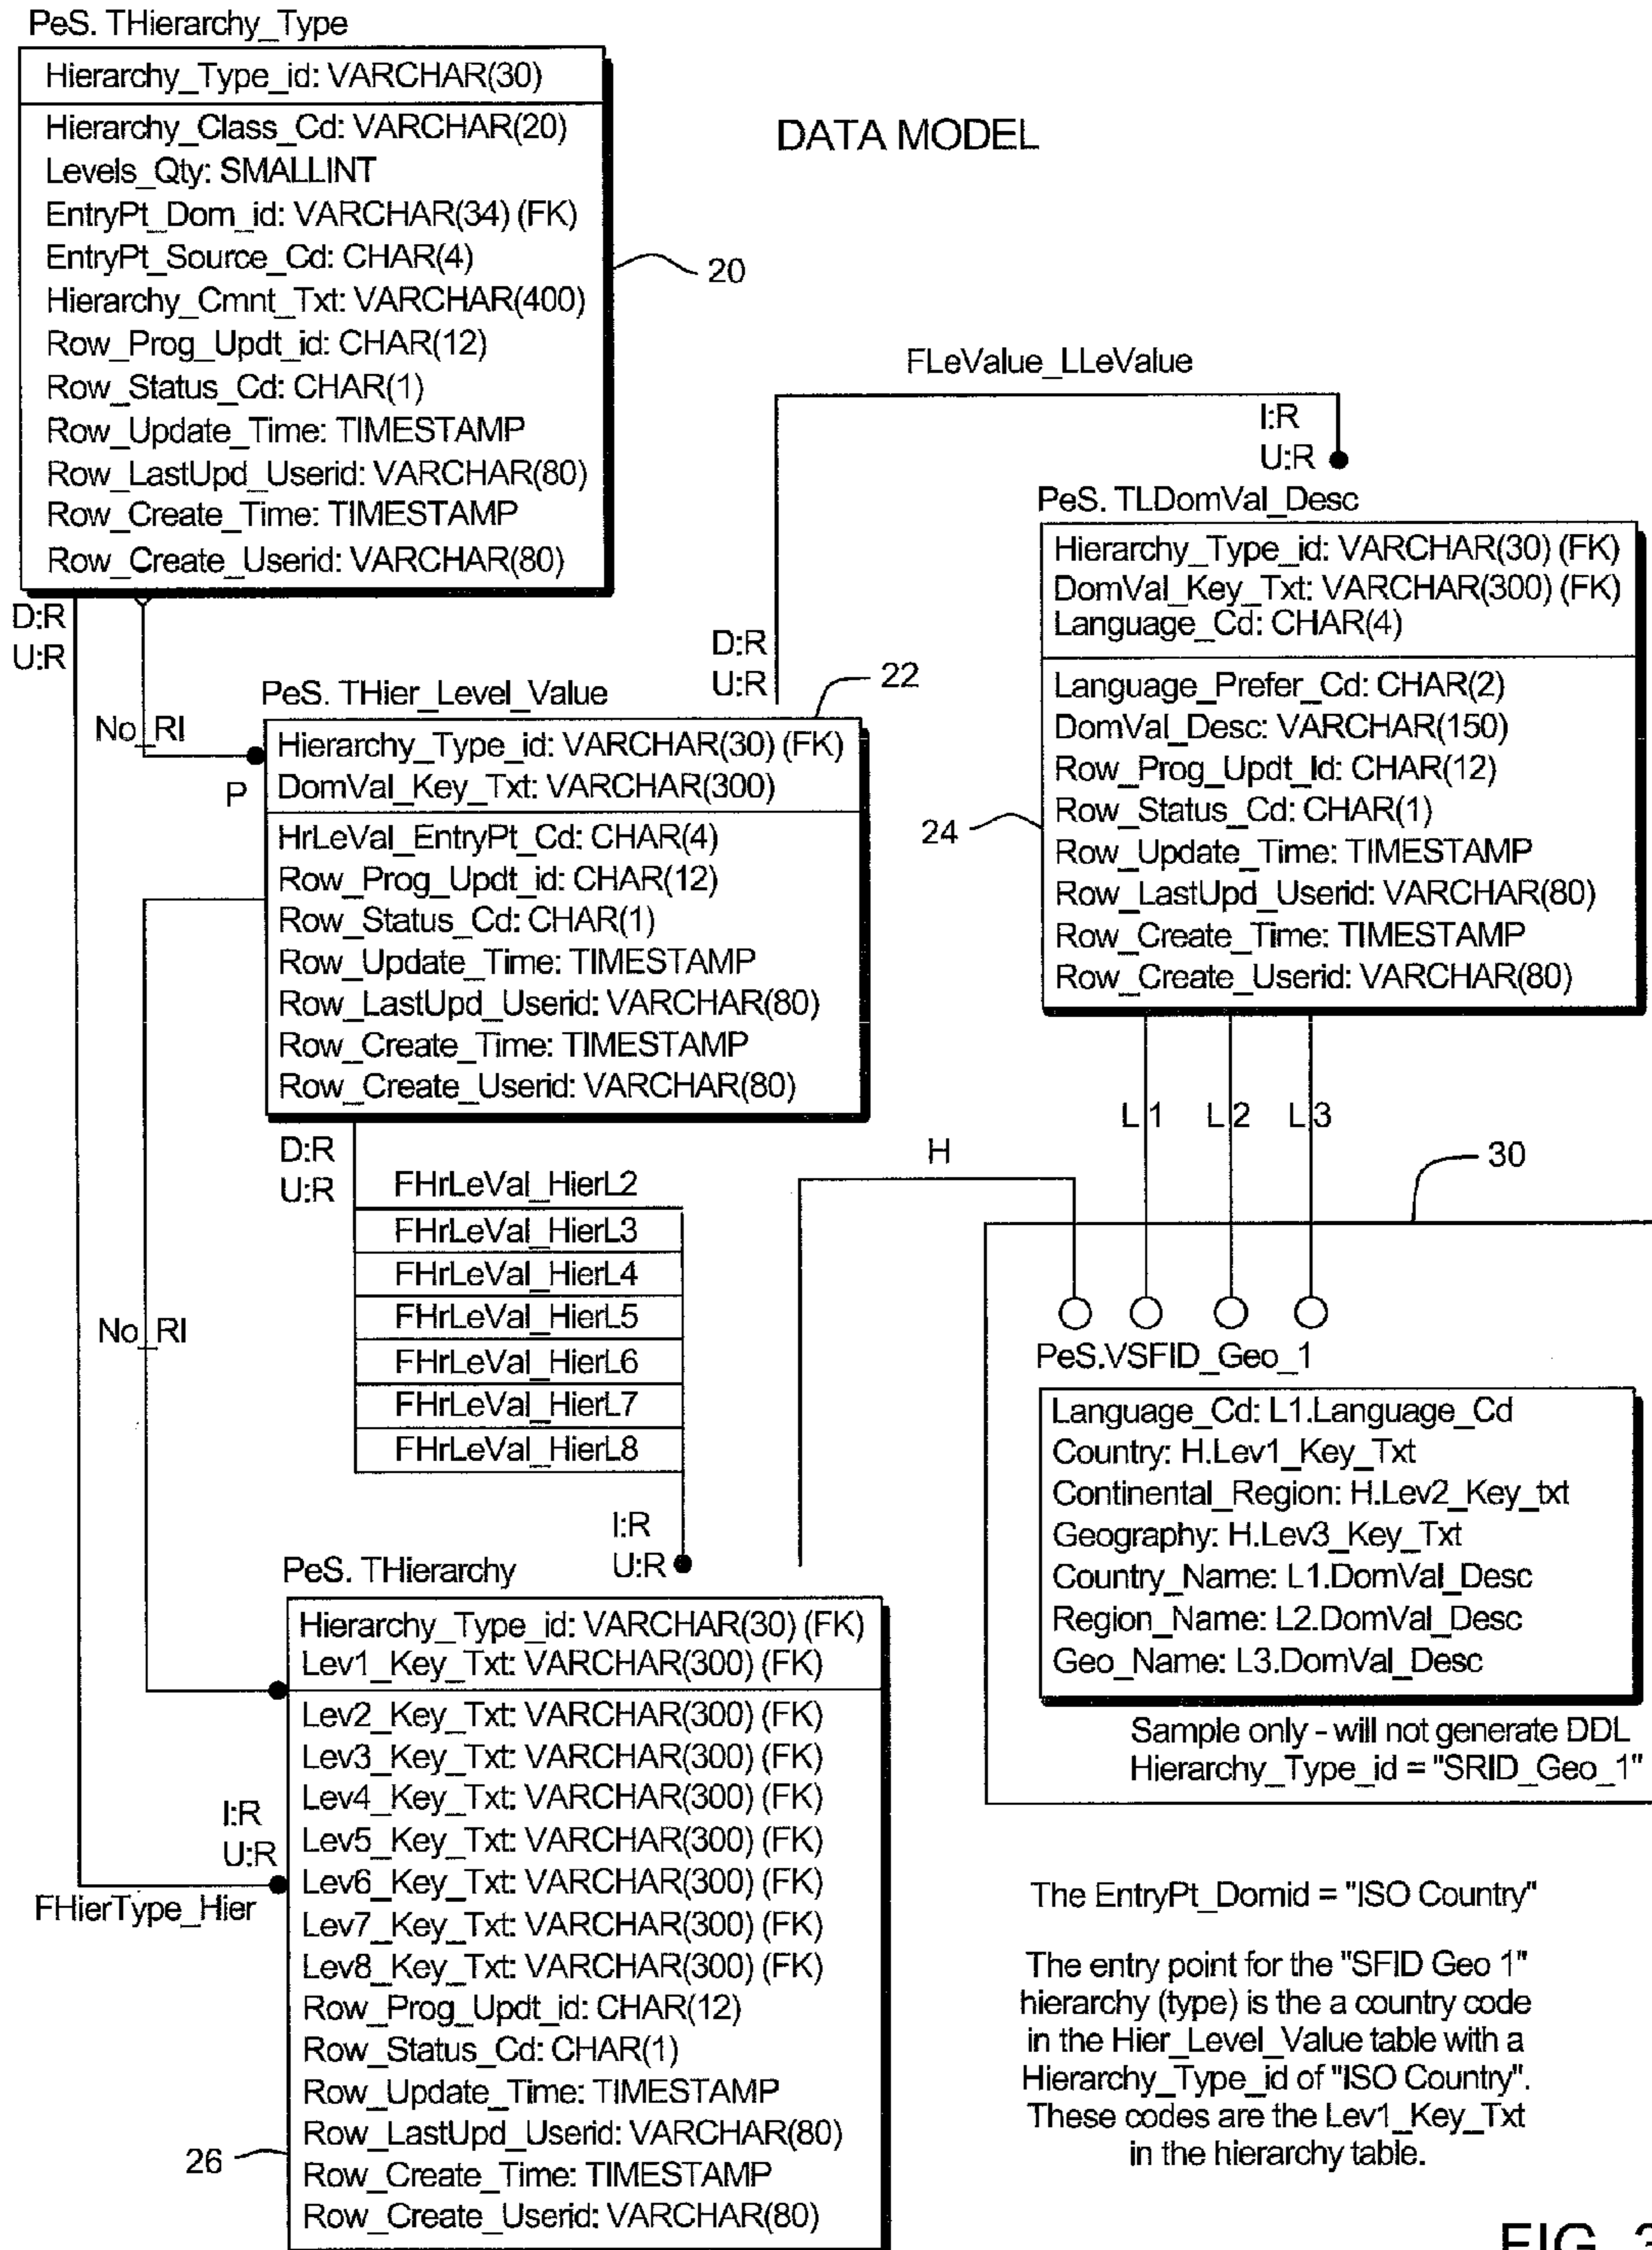 PeS. THierarchy_Type
Hierarchy_Type_id: VARCHAR(30)
Hierarchy_Class_Cd: VARCHAR(20)
Levels_Qty: SMALLINT
EntryPt_Dom_id: VARCHAR(34) (FK)
EntryPt_Source_Cd: CHAR(4)
Hierarchy_Cmnt_Txt: VARCHAR(400)
Row_Prog_Updt_id: CHAR(12)
Row_Status_Cd: CHAR(1)
Row_Update_Time: TIMESTAMP
Row_LastUpd_Userid: VARCHAR(80)
Row_Create_Time: TIMESTAMP
Row_Create_Userid: VARCHAR(80)
20
DATA MODEL
D:R
U:R
No_RI
P
FLeValue_LLeValue
I:R
U:R
D:R
U:R
PeS. THier_Level_Value
22
Hierarchy_Type_id: VARCHAR(30) (FK)
DomVal_Key_Txt: VARCHAR(300)
HrLeVal_EntryPt_Cd: CHAR(4)
Row_Prog_Updt_id: CHAR(12)
Row_Status_Cd: CHAR(1)
Row_Update_Time: TIMESTAMP
Row_LastUpd_Userid: VARCHAR(80)
Row_Create_Time: TIMESTAMP
Row_Create_Userid: VARCHAR(80)
PeS. TLDomVal_Desc
Hierarchy_Type_id: VARCHAR(30) (FK)
DomVal_Key_Txt: VARCHAR(300) (FK)
Language_Cd: CHAR(4)
Language_Prefer_Cd: CHAR(2)
DomVal_Desc: VARCHAR(150)
Row_Prog_Updt_Id: CHAR(12)
Row_Status_Cd: CHAR(1)
Row_Update_Time: TIMESTAMP
Row_LastUpd_Userid: VARCHAR(80)
Row_Create_Time: TIMESTAMP
Row_Create_Userid: VARCHAR(80)
24
L1 L2 L3
D:R
U:R
FHrLeVal_HierL2
FHrLeVal_HierL3
FHrLeVal_HierL4
FHrLeVal_HierL5
FHrLeVal_HierL6
FHrLeVal_HierL7
FHrLeVal_HierL8
No_RI
I:R
U:R
H
30
PeS.VSFID_Geo_1
Language_Cd: L1.Language_Cd
Country: H.Lev1_Key_Txt
Continental_Region: H.Lev2_Key_txt
Geography: H.Lev3_Key_Txt
Country_Name: L1.DomVal_Desc
Region_Name: L2.DomVal_Desc
Geo_Name: L3.DomVal_Desc
Sample only - will not generate DDL
Hierarchy_Type_id = "SRID_Geo_1"
PeS. THierarchy
Hierarchy_Type_id: VARCHAR(30) (FK)
Lev1_Key_Txt: VARCHAR(300) (FK)
Lev2_Key_Txt: VARCHAR(300) (FK)
Lev3_Key_Txt: VARCHAR(300) (FK)
Lev4_Key_Txt: VARCHAR(300) (FK)
Lev5_Key_Txt: VARCHAR(300) (FK)
Lev6_Key_Txt: VARCHAR(300) (FK)
Lev7_Key_Txt: VARCHAR(300) (FK)
Lev8_Key_Txt: VARCHAR(300) (FK)
Row_Prog_Updt_id: CHAR(12)
Row_Status_Cd: CHAR(1)
Row_Update_Time: TIMESTAMP
Row_LastUpd_Userid: VARCHAR(80)
Row_Create_Time: TIMESTAMP
Row_Create_Userid: VARCHAR(80)
I:R
U:R
FHierType_Hier
26
The EntryPt_Domid = "ISO Country"
The entry point for the "SFID Geo 1"
hierarchy (type) is the a country code
in the Hier_Level_Value table with a
Hierarchy_Type_id of "ISO Country".
These codes are the Lev1_Key_Txt
in the hierarchy table.
FIG. 3